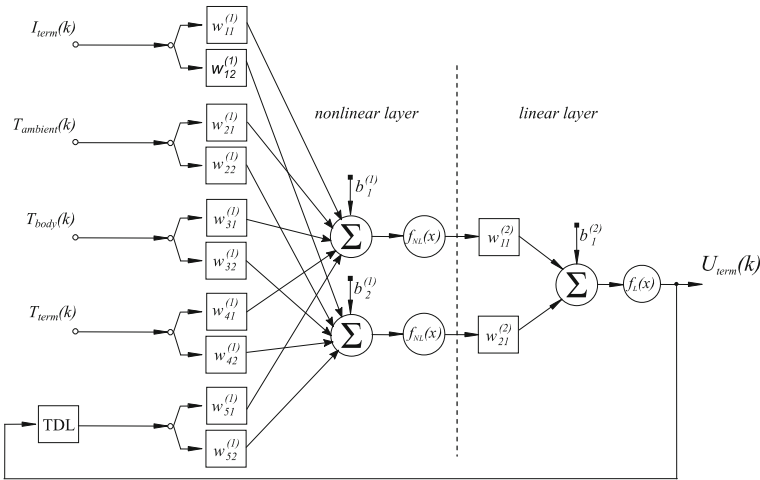 I_term(k)
w_11^(1)
w_12^(1)
T_ambient(k)
w_21^(1)
w_22^(1)
nonlinear layer
linear layer
T_body(k)
w_31^(1)
w_32^(1)
b_1^(1)
Σ
f_NL(x)
w_11^(2)
b_1^(2)
Σ
f_L(x)
U_term(k)
T_term(k)
w_41^(1)
w_42^(1)
b_2^(1)
Σ
f_NL(x)
w_21^(2)
TDL
w_51^(1)
w_52^(1)